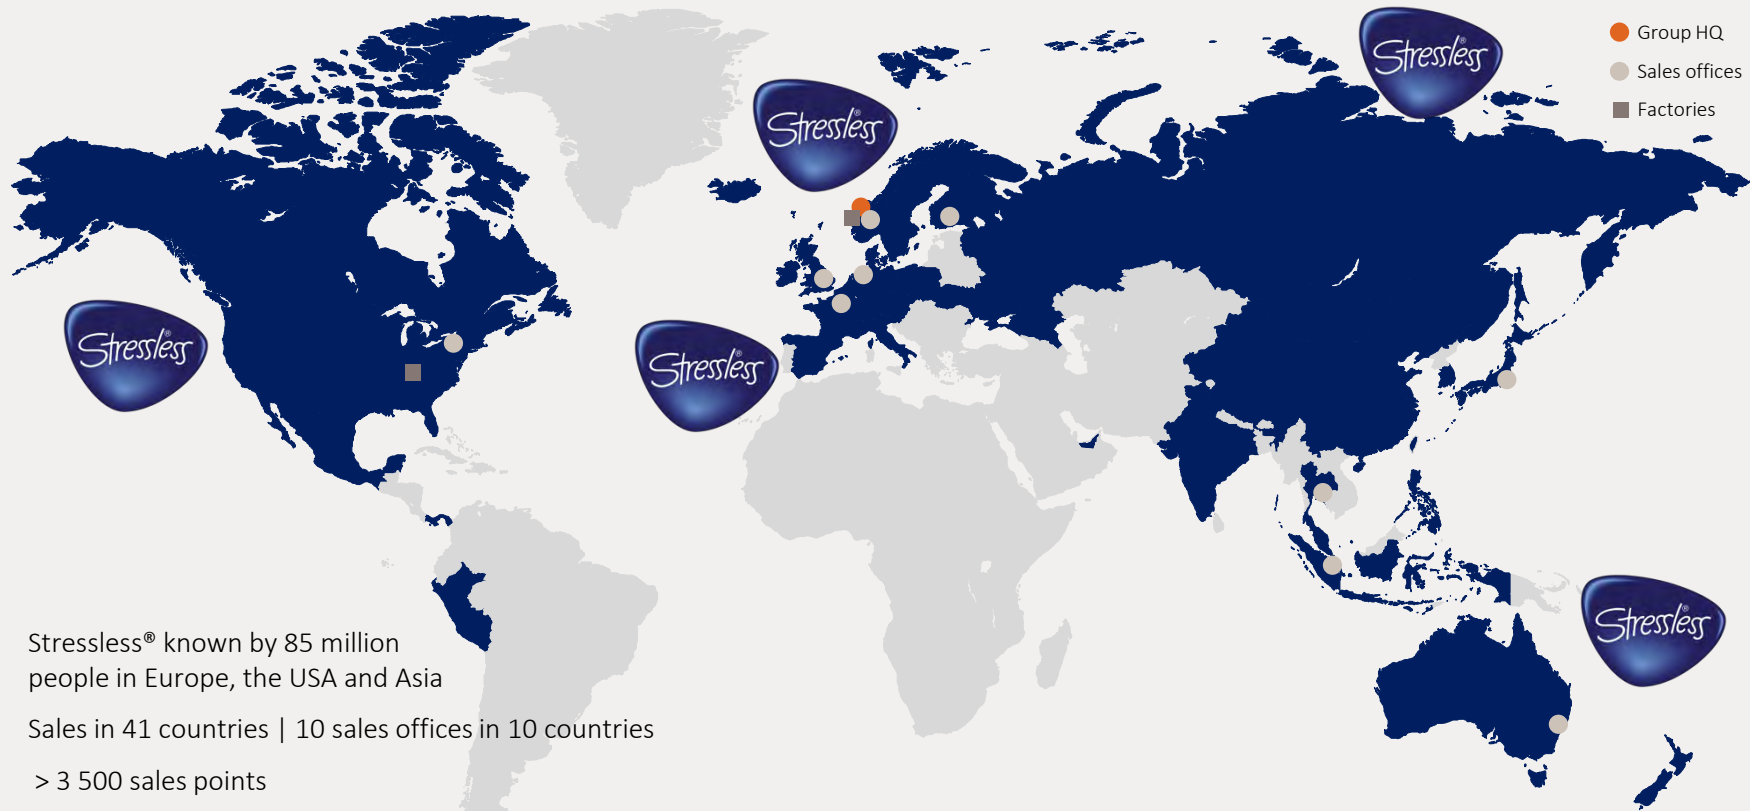 Stressless®
Group HQ
Sales offices
Factories
Stressless®
Stressless®
Stressless®
Stressless®
Stressless® known by 85 million
people in Europe, the USA and Asia
Sales in 41 countries | 10 sales offices in 10 countries
> 3 500 sales points